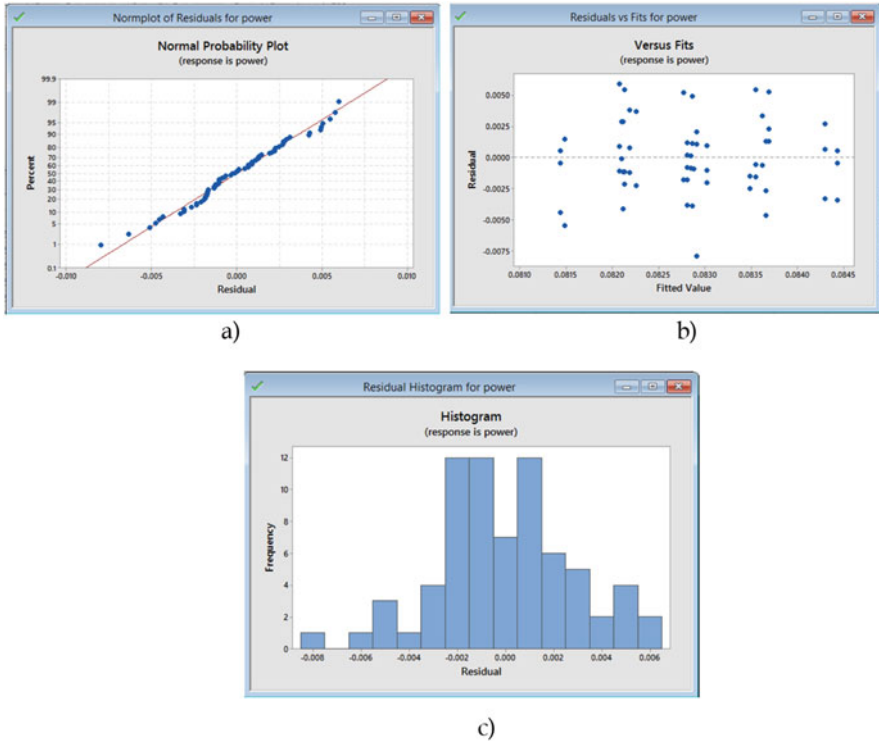 Normplot of Residuals for power
Normal Probability Plot
(response is power)
99.9
99
95
90
80
70
60
50
40
30
20
10
5
1
0.1
Percent
-0.010
-0.005
0.000
0.005
0.010
Residual
a)
Residuals vs Fits for power
Versus Fits
(response is power)
0.0050
0.0025
0.0000
-0.0025
-0.0050
-0.0075
Residual
0.0810
0.0815
0.0820
0.0825
0.0830
0.0835
0.0840
0.0845
Fitted Value
b)
Residual Histogram for power
Histogram
(response is power)
12
10
8
6
4
2
0
Frequency
-0.008
-0.006
-0.004
-0.002
0.000
0.002
0.004
0.006
Residual
c)